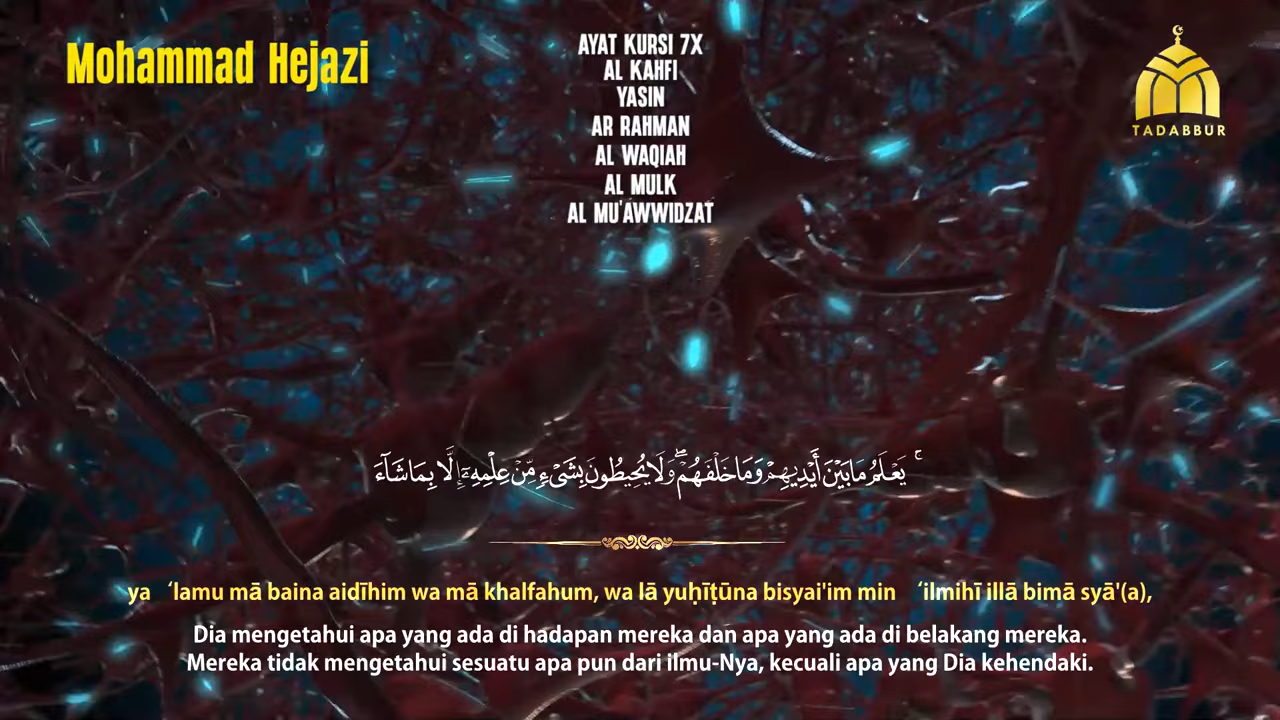 Mohammad Hejazi
AYAT KURSI 7X
AL KAHFI
YASIN
AR RAHMAN
AL WAQIAH
AL MULK
AL MU'AWWIDZAT
TADABBUR
يَعْلَمُ مَا بَيْنَ أَيْدِيهِمْ وَمَا خَلْفَهُمْ ۖ وَلَا يُحِيطُونَ بِشَىْءٍ مِّنْ عِلْمِهِۦٓ إِلَّا بِمَا شَآءَ
ya ‘lamu mā baina aidīhim wa mā khalfahum, wa lā yuḥīṭūna bisyai'im min ‘ilmihī illā bimā syā'(a),
Dia mengetahui apa yang ada di hadapan mereka dan apa yang ada di belakang mereka.
Mereka tidak mengetahui sesuatu apa pun dari ilmu-Nya, kecuali apa yang Dia kehendaki.